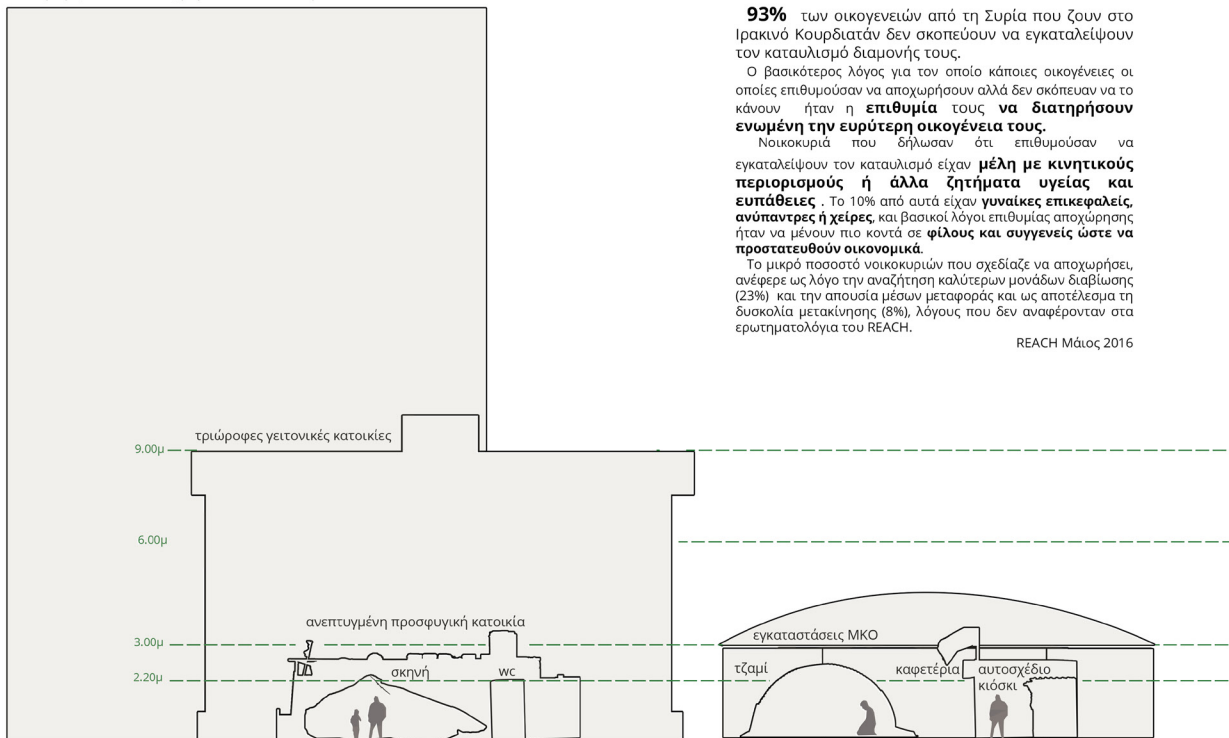 93% των οικογενειών από τη Συρία που ζουν στο
Ιρακινό Κουρδιατάν δεν σκοπεύουν να εγκαταλείψουν
τον καταυλισμό διαμονής τους.
Ο βασικότερος λόγος για τον οποίο κάποιες οικογένειες οι
οποίες επιθυμούσαν να αποχωρήσουν αλλά δεν σκόπευαν να το
κάνουν ήταν η επιθυμία τους να διατηρήσουν
ενωμένη την ευρύτερη οικογένεια τους.
Νοικοκυριά που δήλωσαν ότι επιθυμούσαν να
εγκαταλείψουν τον καταυλισμό είχαν μέλη με κινητικούς
περιορισμούς ή άλλα ζητήματα υγείας και
ευπάθειες . Το 10% από αυτά είχαν γυναίκες επικεφαλείς,
ανύπαντρες ή χείρες, και βασικοί λόγοι επιθυμίας αποχώρησης
ήταν να μένουν πιο κοντά σε φίλους και συγγενείς ώστε να
προστατευθούν οικονομικά.
Το μικρό ποσοστό νοικοκυριών που σχεδίαζε να αποχωρήσει,
ανέφερε ως λόγο την αναζήτηση καλύτερων μονάδων διαβίωσης
(23%) και την απουσία μέσων μεταφοράς και ως αποτέλεσμα τη
δυσκολία μετακίνησης (8%), λόγους που δεν αναφέρονταν στα
ερωτηματολόγια του REACH.
REACH Μάιος 2016
τριώροφες γειτονικές κατοικίες
9.00μ
6.00μ
ανεπτυγμένη προσφυγική κατοικία
3.00μ
εγκαταστάσεις ΜΚΟ
τζαμί
καφετέρια
αυτοσχέδιο
κιόσκι
σκηνή
wc
2.20μ